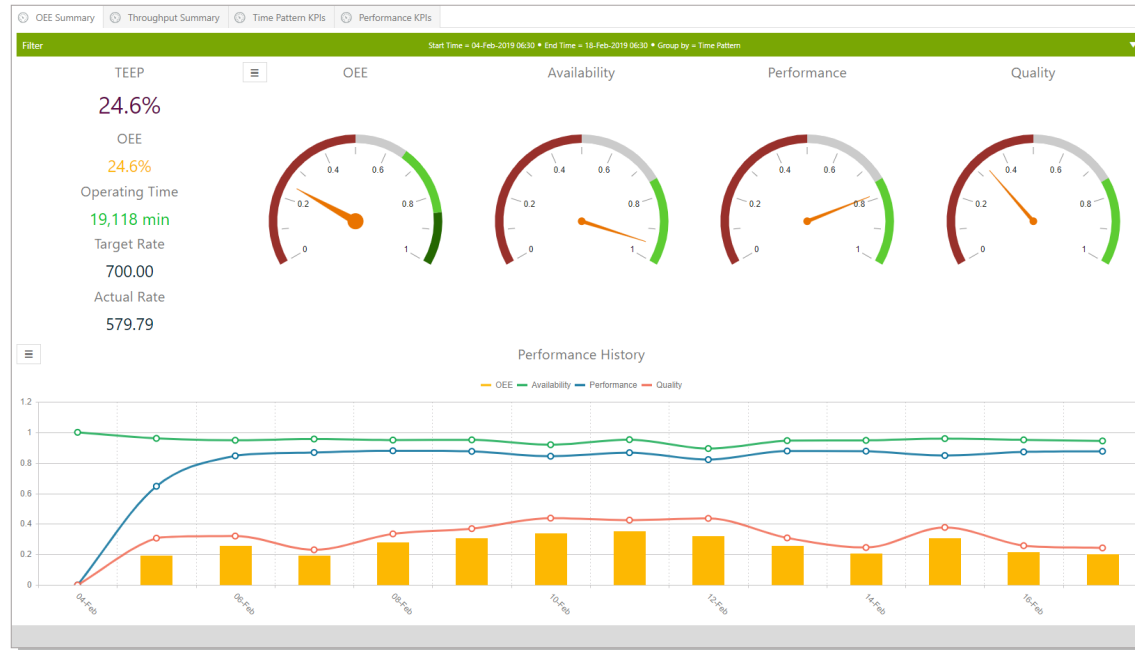 OEE Summary
Throughput Summary
Time Pattern KPIs
Performance KPIs
Filter
Start Time = 04-Feb-2019 06:30 • End Time = 18-Feb-2019 06:30 • Group by = Time Pattern
TEEP
24.6%
OEE
24.6%
Operating Time
19,118 min
Target Rate
700.00
Actual Rate
579.79
OEE
0
0.2
0.4
0.6
0.8
1
Availability
0
0.2
0.4
0.6
0.8
1
Performance
0
0.2
0.4
0.6
0.8
1
Quality
0
0.2
0.4
0.6
0.8
1
Performance History
OEE Availability Performance Quality
1.2
1
0.8
0.6
0.4
0.2
0
04-Feb
06-Feb
08-Feb
10-Feb
12-Feb
14-Feb
16-Feb